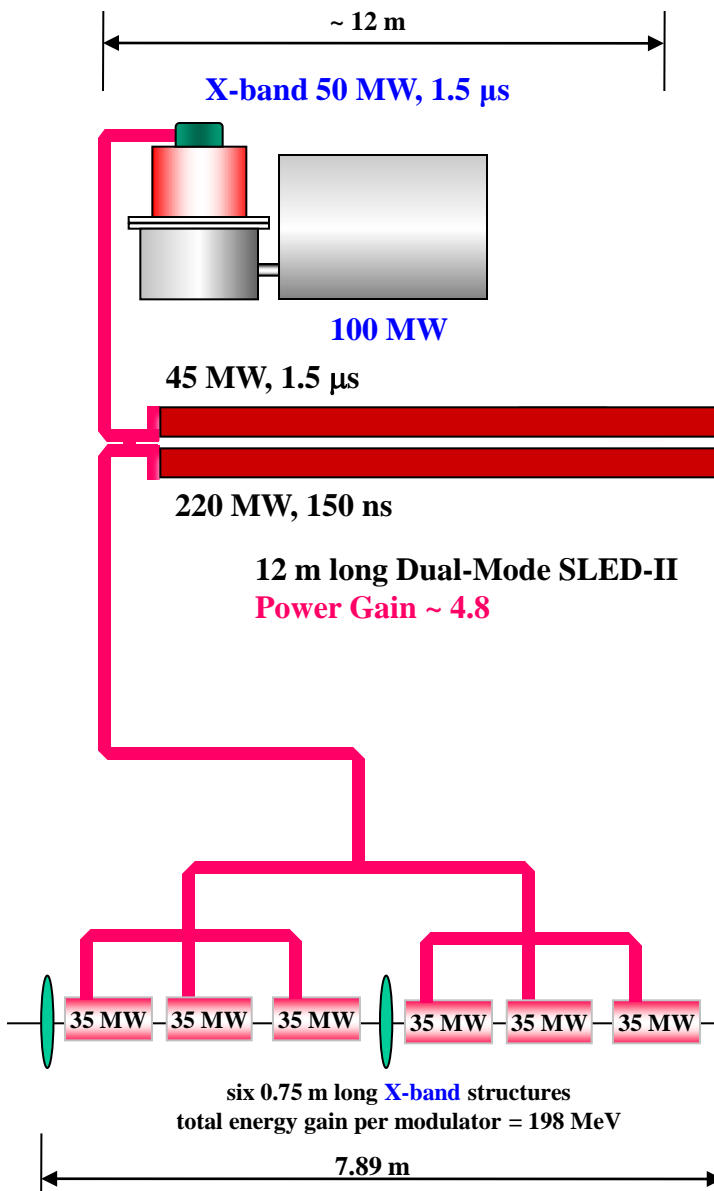 ~ 12 m
X-band 50 MW, 1.5 μs
100 MW
45 MW, 1.5 μs
220 MW, 150 ns
12 m long Dual-Mode SLED-II
Power Gain ~ 4.8
35 MW 35 MW 35 MW 35 MW 35 MW 35 MW
six 0.75 m long X-band structures
total energy gain per modulator = 198 MeV
7.89 m